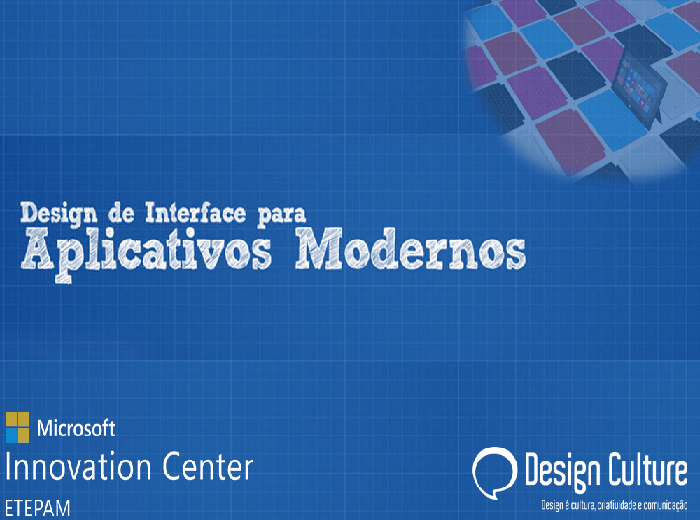 Design de Interface para
Aplicativos Modernos
Microsoft
Innovation Center
ETEPAM
Design Culture
Design é cultura, criatividade e comunicação